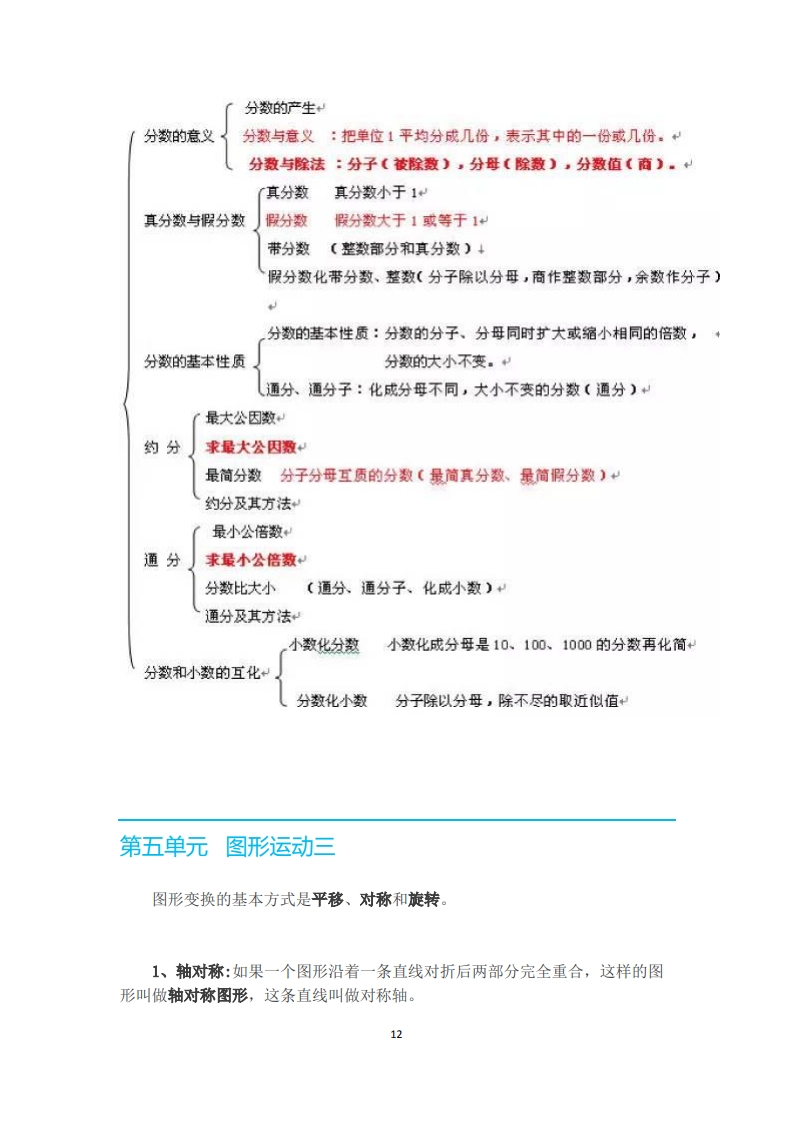 分数的产生
分数的意义
分数与意义 ：把单位1平均分成几份，表示其中的一份或几份。
分数与除法 ：分子（被除数），分母（除数），分数值（商）。
真分数 真分数小于1
真分数与假分数
假分数 假分数大于1或等于1
带分数 （整数部分和真分数）
假分数化带分数、整数（分子除以分母，商作整数部分，余数作分子）
分数的基本性质：分数的分子、分母同时扩大或缩小相同的倍数，
分数的基本性质
分数的大小不变。
通分、通分子：化成分母不同，大小不变的分数（通分）
最大公因数
约 分
求最大公因数
最简分数 分子分母互质的分数（最简真分数、最简假分数）
约分及其方法
最小公倍数
通 分
求最小公倍数
分数比大小 （通分、通分子、化成小数）
通分及其方法
小数化分数 小数化成分母是10、100、1000的分数再化简
分数和小数的互化
分数化小数 分子除以分母，除不尽的取近似值
第五单元 图形运动三
图形变换的基本方式是平移、对称和旋转。
1、轴对称:如果一个图形沿着一条直线对折后两部分完全重合，这样的图
形叫做轴对称图形，这条直线叫做对称轴。
12